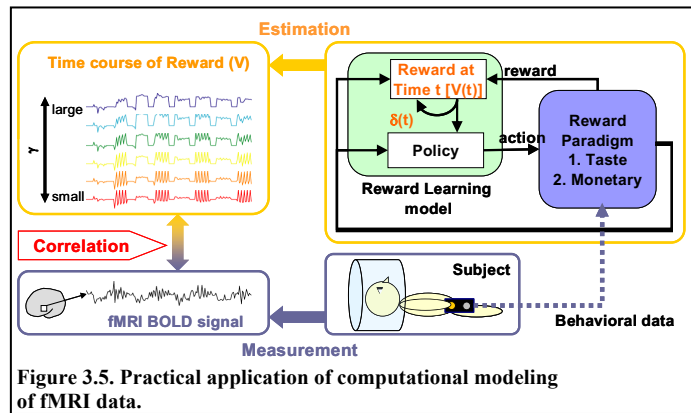 Estimation
Time course of Reward (V)
large
γ
small
Reward at
Time t [V(t)]
δ(t)
Policy
Reward Learning
model
reward
action
Reward
Paradigm
1. Taste
2. Monetary
Correlation
fMRI BOLD signal
Subject
Behavioral data
Measurement
Figure 3.5. Practical application of computational modeling
of fMRI data.